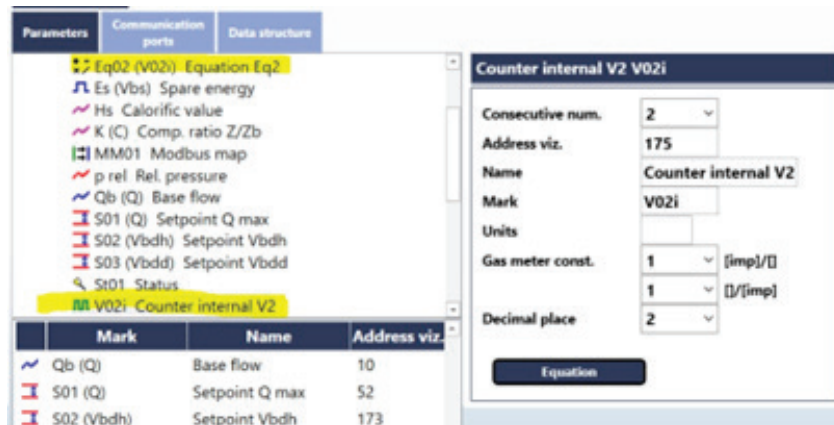 Parameters
Communication ports
Data structure
Eq02 (V02i) Equation Eq2
Es (Vbs) Spare energy
Hs Calorific value
K (C) Comp. ratio Z/Zb
MM01 Modbus map
p rel Rel. pressure
Qb (Q) Base flow
S01 (Q) Setpoint Q max
S02 (Vbdh) Setpoint Vbdh
S03 (Vbdd) Setpoint Vbdd
St01 Status
V02i Counter internal V2
Mark Name Address viz.
Qb (Q) Base flow 10
S01 (Q) Setpoint Q max 52
S02 (Vbdh) Setpoint Vbdh 173
Counter internal V2 V02i
Consecutive num. 2
Address viz. 175
Name Counter internal V2
Mark V02i
Units
Gas meter const. 1 [imp]/[]
1 []/[imp]
Decimal place 2
Equation